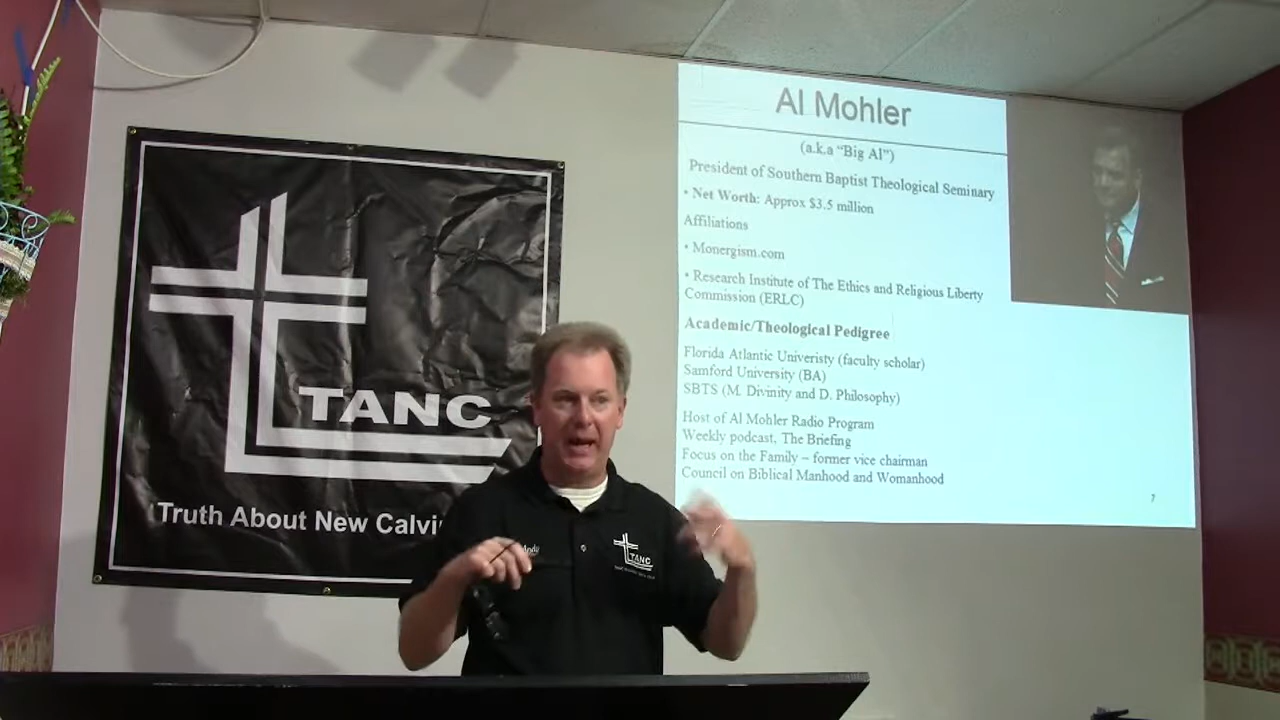 TANC
Truth About New Calvi
Andy
TANC
Al Mohler
(a.k.a "Big Al")
President of Southern Baptist Theological Seminary
• Net Worth: Approx $3.5 million
Affiliations
• Monergism.com
• Research Institute of The Ethics and Religious Liberty
Commission (ERLC)
Academic/Theological Pedigree
Florida Atlantic Univeristy (faculty scholar)
Samford University (BA)
SBTS (M. Divinity and D. Philosophy)
Host of Al Mohler Radio Program
Weekly podcast, The Briefing
Focus on the Family – former vice chairman
Council on Biblical Manhood and Womanhood
7